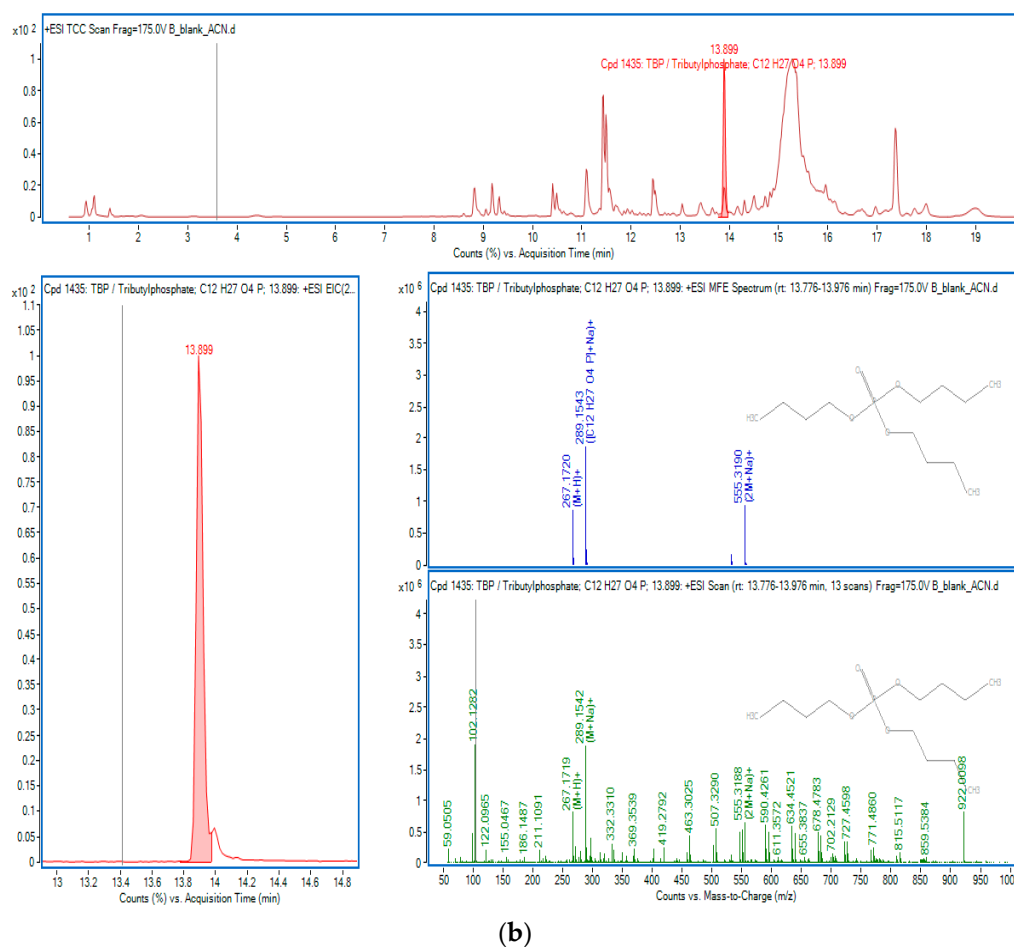 +ESI TCC Scan Frag=175.0V B_blank_ACN.d
x10 2
13.899
Cpd 1435: TBP / Tributylphosphate; C12 H27 O4 P; 13.899
1
0.8
0.6
0.4
0.2
0
1 2 3 4 5 6 7 8 9 10 11 12 13 14 15 16 17 18 19
Counts (%) vs. Acquisition Time (min)
Cpd 1435: TBP / Tributylphosphate; C12 H27 O4 P; 13.899: +ESI EIC(2...
x10 2
1.1
1.05
1
0.95
0.9
0.85
0.8
0.75
0.7
0.65
0.6
0.55
0.5
0.45
0.4
0.35
0.3
0.25
0.2
0.15
0.1
0.05
0
13.899
13 13.2 13.4 13.6 13.8 14 14.2 14.4 14.6 14.8
Counts (%) vs. Acquisition Time (min)
Cpd 1435: TBP / Tributylphosphate; C12 H27 O4 P; 13.899: +ESI MFE Spectrum (rt: 13.776-13.976 min) Frag=175.0V B_blank_ACN.d
x10 6
4
3.5
3
2.5
2
1.5
1
0.5
0
267.1720
(M+H)+
289.1543
([C12 H27 O4 P]+Na)+
555.3190
(2M+Na)+
O
O
CH3
P
H3C
O
O
CH3
Cpd 1435: TBP / Tributylphosphate; C12 H27 O4 P; 13.899: +ESI Scan (rt: 13.776-13.976 min, 13 scans) Frag=175.0V B_blank_ACN.d
x10 6
4
3.5
3
2.5
2
1.5
1
0.5
0
59.0505
102.1282
122.0965
155.0467
186.1487
211.1091
267.1719
(M+H)+
289.1542
(M+Na)+
332.3310
369.3539
419.2792
463.3025
507.3290
555.3188
(2M+Na)+
590.4261
611.3572
634.4521
655.3837
678.4783
702.2129
727.4598
771.4860
815.5117
859.5384
922.0098
O
O
CH3
P
H3C
O
O
CH3
50 100 150 200 250 300 350 400 450 500 550 600 650 700 750 800 850 900 950 100
Counts vs. Mass-to-Charge (m/z)
(b)